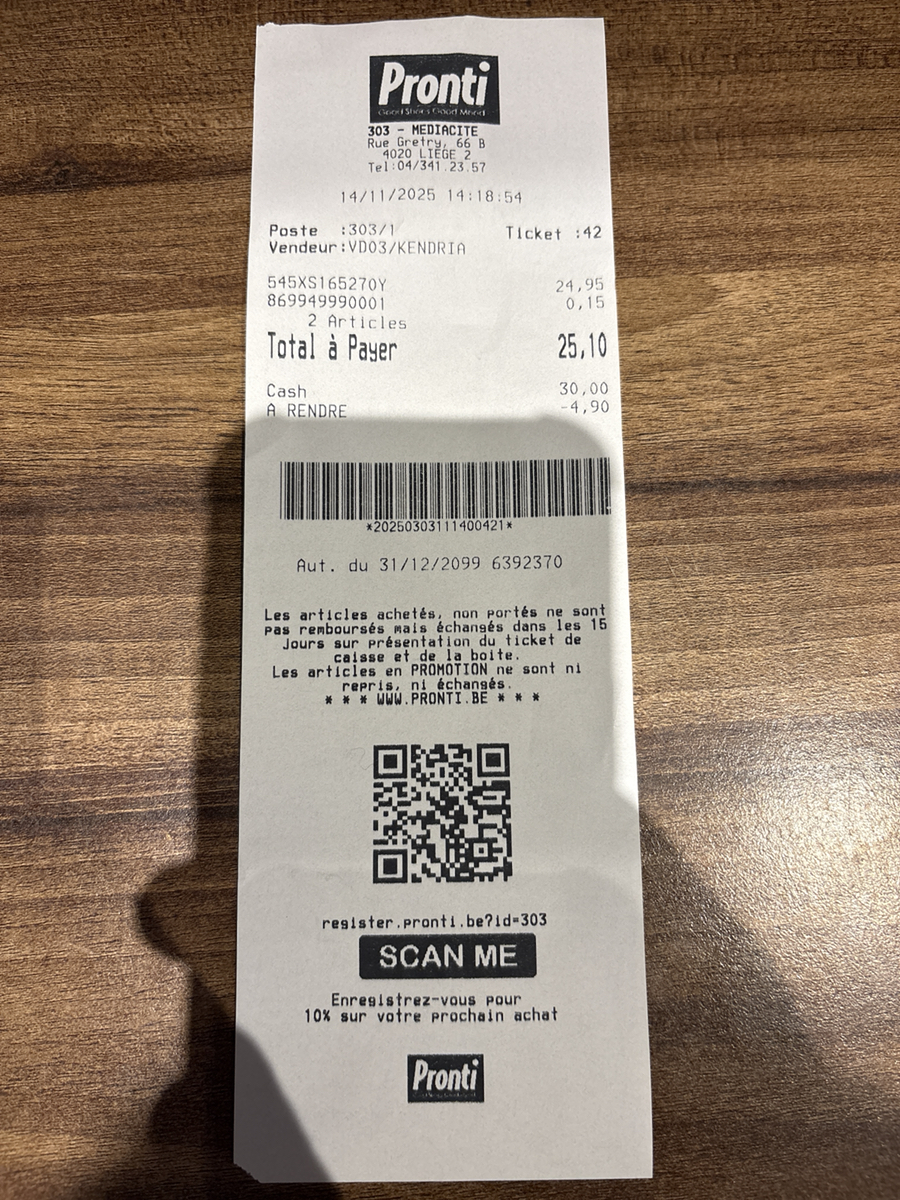 Pronti
Good Shoes Good Mood
303 - MEDIACITE
Rue Gretry, 66 B
4020 LIEGE 2
Tel:04/341.23.57
14/11/2025 14:18:54
Poste :303/1 Ticket :42
Vendeur:VD03/KENDRIA
545XS165270Y 24,95
869949990001 0,15
2 Articles
Total à Payer 25,10
Cash 30,00
A RENDRE -4,90
*20250303111400421*
Aut. du 31/12/2099 6392370
Les articles achetés, non portés ne sont
pas remboursés mais échangés dans les 15
Jours sur présentation du ticket de
caisse et de la boite.
Les articles en PROMOTION ne sont ni
repris, ni échangés.
* * * WWW.PRONTI.BE * * *
register.pronti.be?id=303
SCAN ME
Enregistrez-vous pour
10% sur votre prochain achat
Pronti